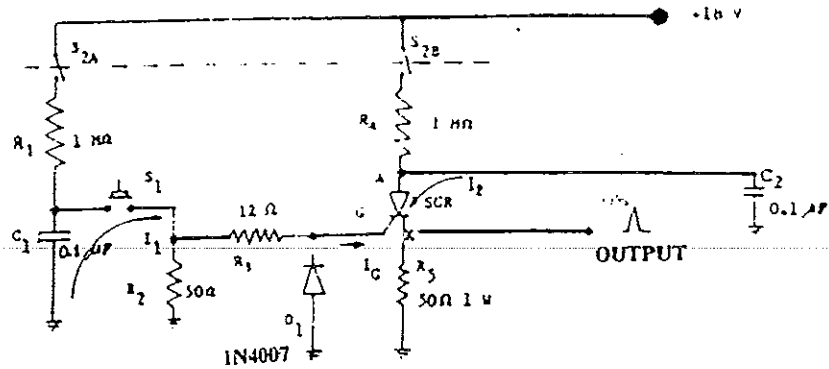 +18 V
S2A
S2B
R1
1 MΩ
R4
1 MΩ
S1
A
I2
C2
G
SCR
12 Ω
0.1 µF
C1
0.1 µF
I1
R3
IG
OUTPUT
R2
50Ω
R5
50Ω 1 W
D1
1N4007